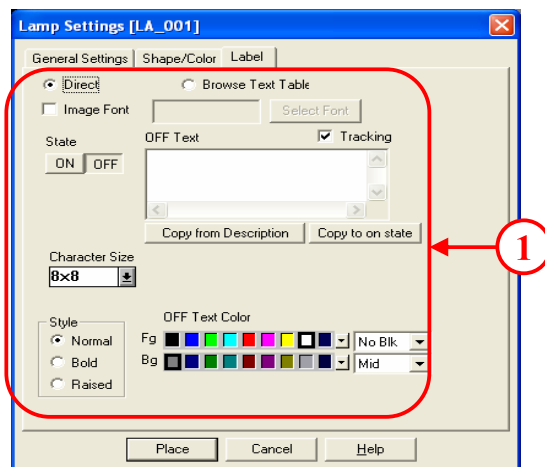 Lamp Settings [LA_001]
General Settings Shape/Color Label
Direct Browse Text Table
Image Font Select Font
State OFF Text Tracking
ON OFF
Copy from Description Copy to on state
Character Size
8x8
Style OFF Text Color
Normal Fg No Blk
Bold Bg Mid
Raised
Place Cancel Help
1